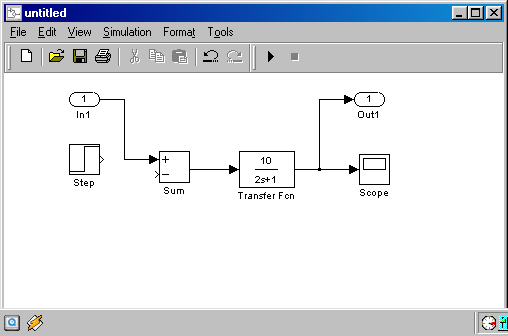 untitled
File Edit View Simulation Format Tools
1
In1
1
Out1
Step
+
−
Sum
10
2s+1
Transfer Fcn
Scope